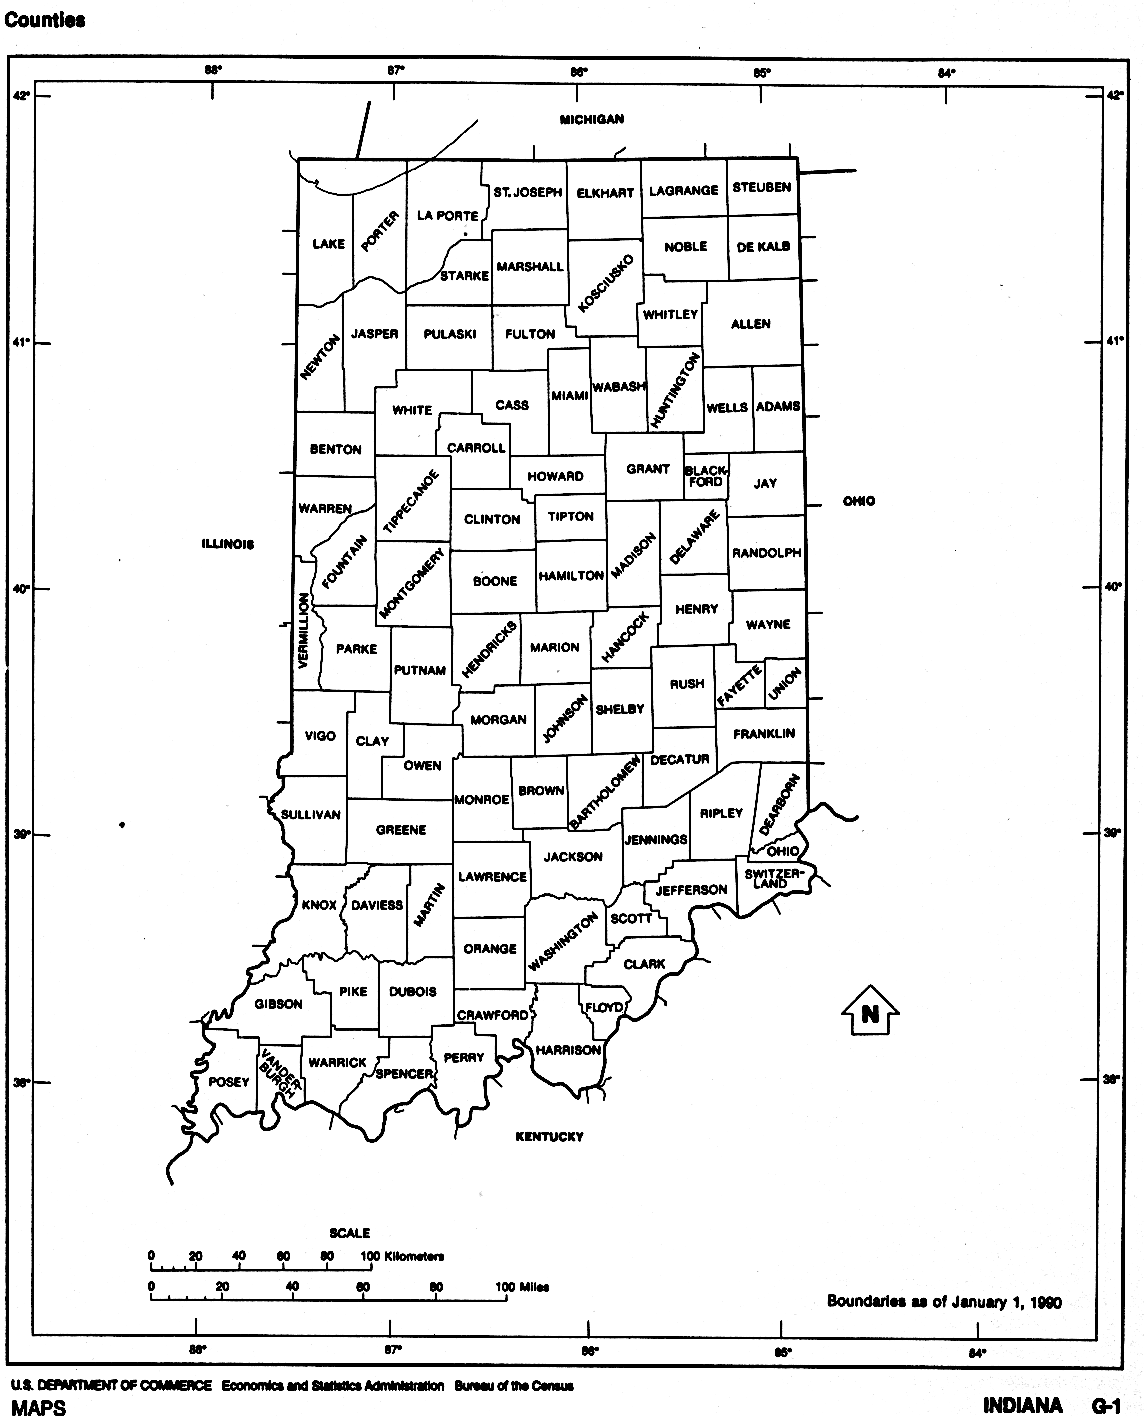 Counties
88° 87° 86° 85° 84°
42° 42°
MICHIGAN
ST. JOSEPH ELKHART LAGRANGE STEUBEN
LA PORTE
PORTER
LAKE NOBLE DE KALB
STARKE MARSHALL
KOSCIUSKO
WHITLEY ALLEN
JASPER PULASKI FULTON
41° 41°
NEWTON
MIAMI WABASH HUNTINGTON
WHITE CASS WELLS ADAMS
BENTON CARROLL
HOWARD GRANT BLACK-
FORD JAY
WARREN TIPPECANOE
CLINTON TIPTON OHIO
ILLINOIS
FOUNTAIN MADISON DELAWARE RANDOLPH
MONTGOMERY BOONE HAMILTON
40° 40°
VERMILLION HENRY WAYNE
PARKE HENDRICKS MARION HANCOCK
PUTNAM RUSH FAYETTE UNION
MORGAN JOHNSON SHELBY
VIGO CLAY FRANKLIN
OWEN DECATUR
MONROE BROWN BARTHOLOMEW
SULLIVAN RIPLEY DEARBORN
39° GREENE 39°
JENNINGS
JACKSON OHIO
LAWRENCE SWITZER-
LAND
JEFFERSON
KNOX DAVIESS MARTIN
SCOTT
ORANGE WASHINGTON
CLARK
GIBSON PIKE DUBOIS
CRAWFORD FLOYD
N
HARRISON
WARRICK PERRY
VANDER-
BURGH
SPENCER
POSEY
38° 38°
KENTUCKY
SCALE
0 20 40 60 80 100 Kilometers
0 20 40 60 80 100 Miles
Boundaries as of January 1, 1990
88° 87° 86° 85° 84°
U.S. DEPARTMENT OF COMMERCE Economics and Statistics Administration Bureau of the Census
MAPS INDIANA G-1